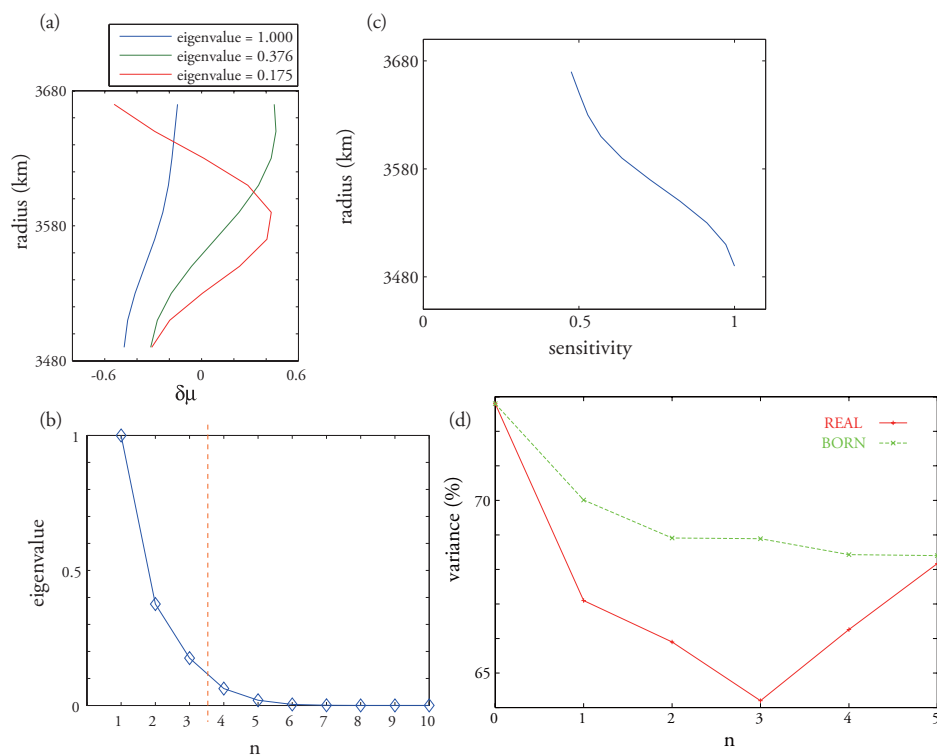 (a)
eigenvalue = 1.000
eigenvalue = 0.376
eigenvalue = 0.175
3680
3580
3480
radius (km)
-0.6
0
0.6
δμ
(c)
3680
3580
3480
radius (km)
0
0.5
1
sensitivity
(b)
1
0.5
0
eigenvalue
1 2 3 4 5 6 7 8 9 10
n
(d)
REAL
BORN
70
65
variance (%)
0 1 2 3 4 5
n